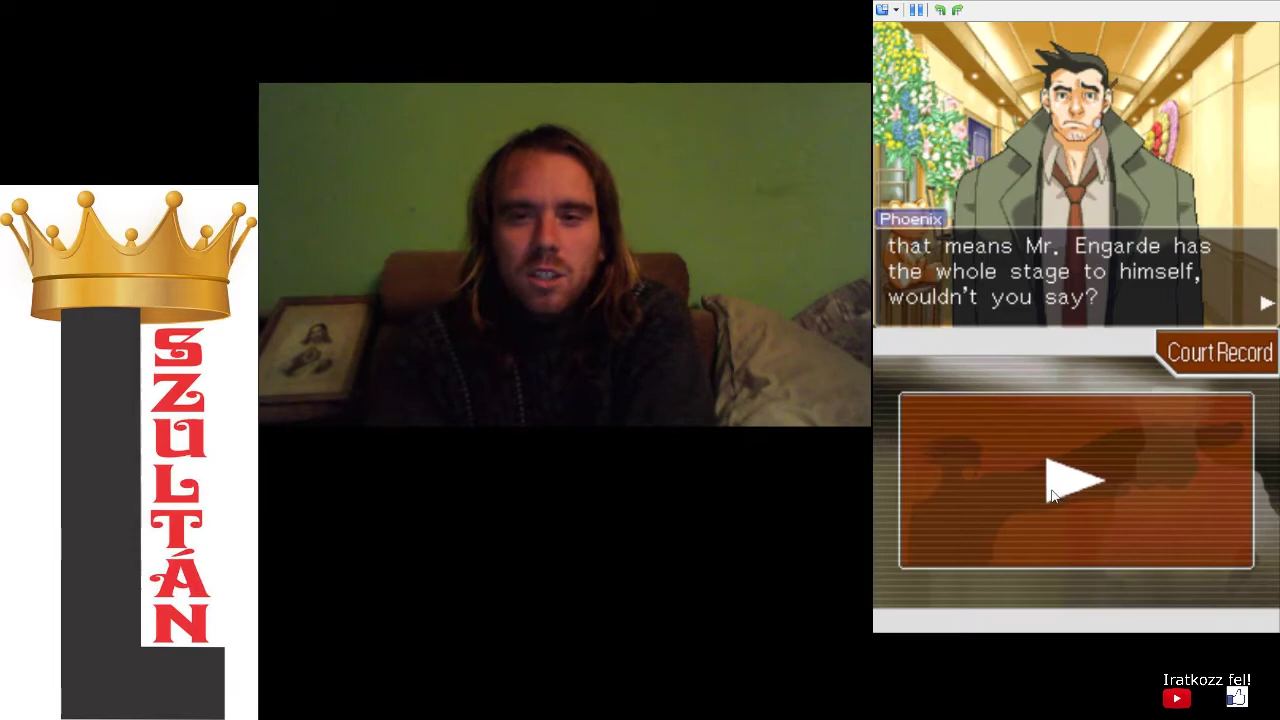 SZULTÁN
Phoenix
that means Mr. Engarde has
the whole stage to himself,
wouldn't you say?
Court Record
Iratkozz fel!